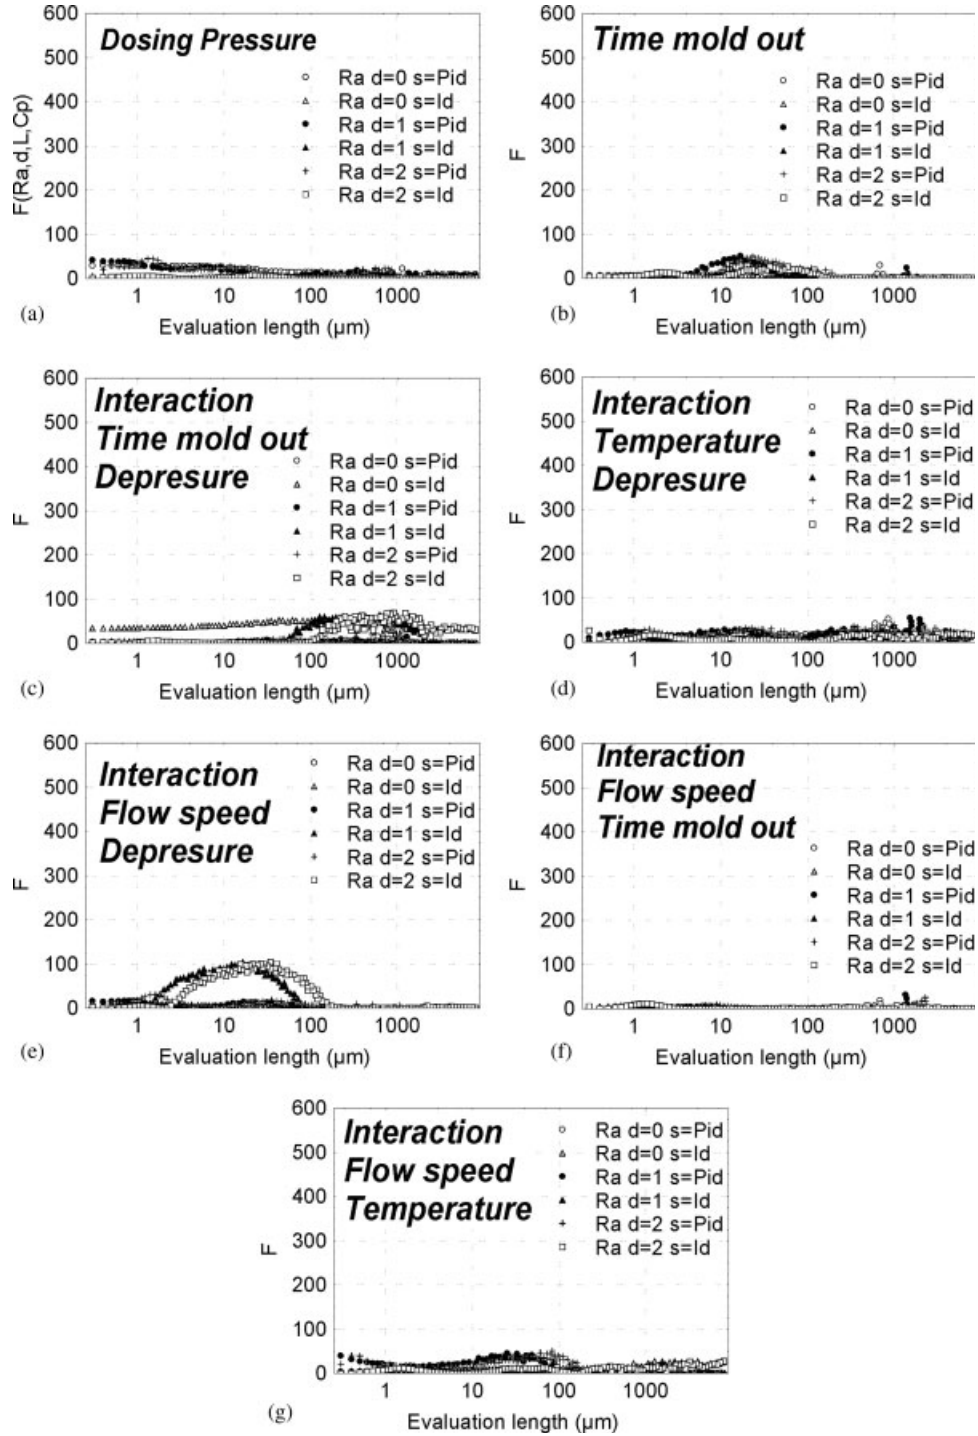 600
Dosing Pressure
500
Ra d=0 s=Pid
Ra d=0 s=Id
400
Ra d=1 s=Pid
300
Ra d=1 s=Id
Ra d=2 s=Pid
200
Ra d=2 s=Id
100
0
F(Ra,d,L,Cp)
1 10 100 1000
(a)
Evaluation length (µm)
600
Time mold out
500
Ra d=0 s=Pid
400
Ra d=0 s=Id
Ra d=1 s=Pid
300
Ra d=1 s=Id
Ra d=2 s=Pid
200
Ra d=2 s=Id
100
0
F
1 10 100 1000
(b)
Evaluation length (µm)
600
Interaction
500
Time mold out
Depresure
400
Ra d=0 s=Pid
Ra d=0 s=Id
300
Ra d=1 s=Pid
Ra d=1 s=Id
200
Ra d=2 s=Pid
Ra d=2 s=Id
100
0
F
1 10 100 1000
(c)
Evaluation length (µm)
600
Interaction
Temperature
Depresure
500
Ra d=0 s=Pid
Ra d=0 s=Id
400
Ra d=1 s=Pid
Ra d=1 s=Id
300
Ra d=2 s=Pid
Ra d=2 s=Id
200
100
0
F
1 10 100 1000
(d)
Evaluation length (µm)
600
Interaction
Flow speed
Depresure
500
Ra d=0 s=Pid
Ra d=0 s=Id
400
Ra d=1 s=Pid
Ra d=1 s=Id
300
Ra d=2 s=Pid
Ra d=2 s=Id
200
100
0
F
1 10 100 1000
(e)
Evaluation length (µm)
600
Interaction
Flow speed
Time mold out
500
400
Ra d=0 s=Pid
Ra d=0 s=Id
300
Ra d=1 s=Pid
Ra d=1 s=Id
200
Ra d=2 s=Pid
Ra d=2 s=Id
100
0
F
1 10 100 1000
(f)
Evaluation length (µm)
600
Interaction
Flow speed
Temperature
500
Ra d=0 s=Pid
Ra d=0 s=Id
400
Ra d=1 s=Pid
Ra d=1 s=Id
300
Ra d=2 s=Pid
Ra d=2 s=Id
200
100
0
F
1 10 100 1000
(g)
Evaluation length (µm)